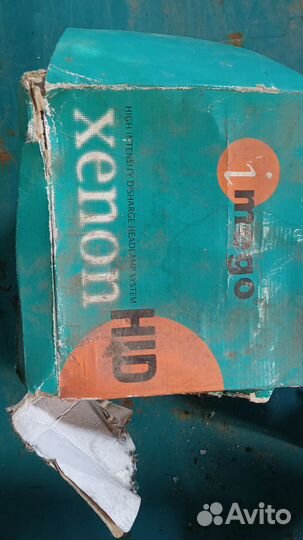 imago
HIGH INTENSITY DISHARGE HEADLAMP SYSTEM
xenon HID
Avito